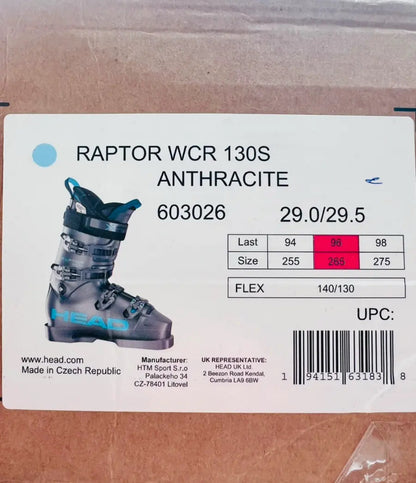 RAPTOR WCR 130S
ANTHRACITE
603026 29.0/29.5
Last 94 96 98
Size 255 265 275
FLEX 140/130
UPC:
HEAD
www.head.com
Made in Czech Republic
Manufacturer:
HTM Sport S.r.o
Palackeho 34
CZ-78401 Litovel
UK REPRESENTATIVE:
HEAD UK Ltd.
2 Beezon Road Kendal,
Cumbria LA9 6BW
1 94151 63183 8